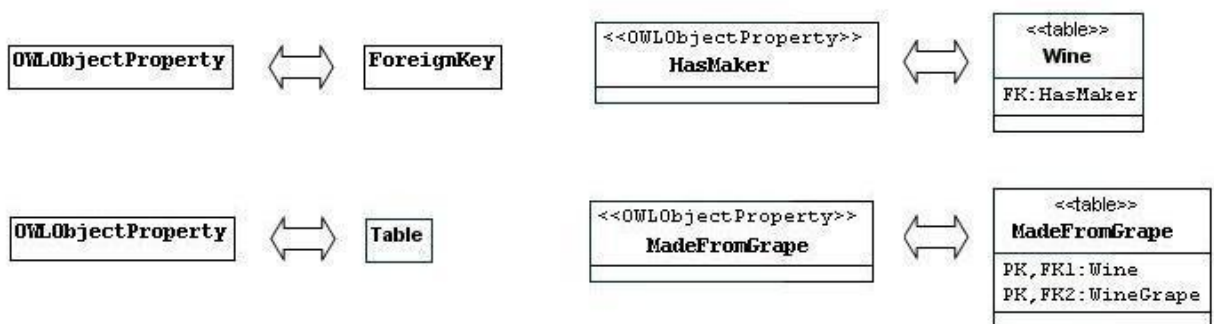 OWLObjectProperty
ForeignKey
<<OWLObjectProperty>>
HasMaker
<<table>>
Wine
FK:HasMaker
OWLObjectProperty
Table
<<OWLObjectProperty>>
MadeFromGrape
<<table>>
MadeFromGrape
PK,FK1:Wine
PK,FK2:WineGrape